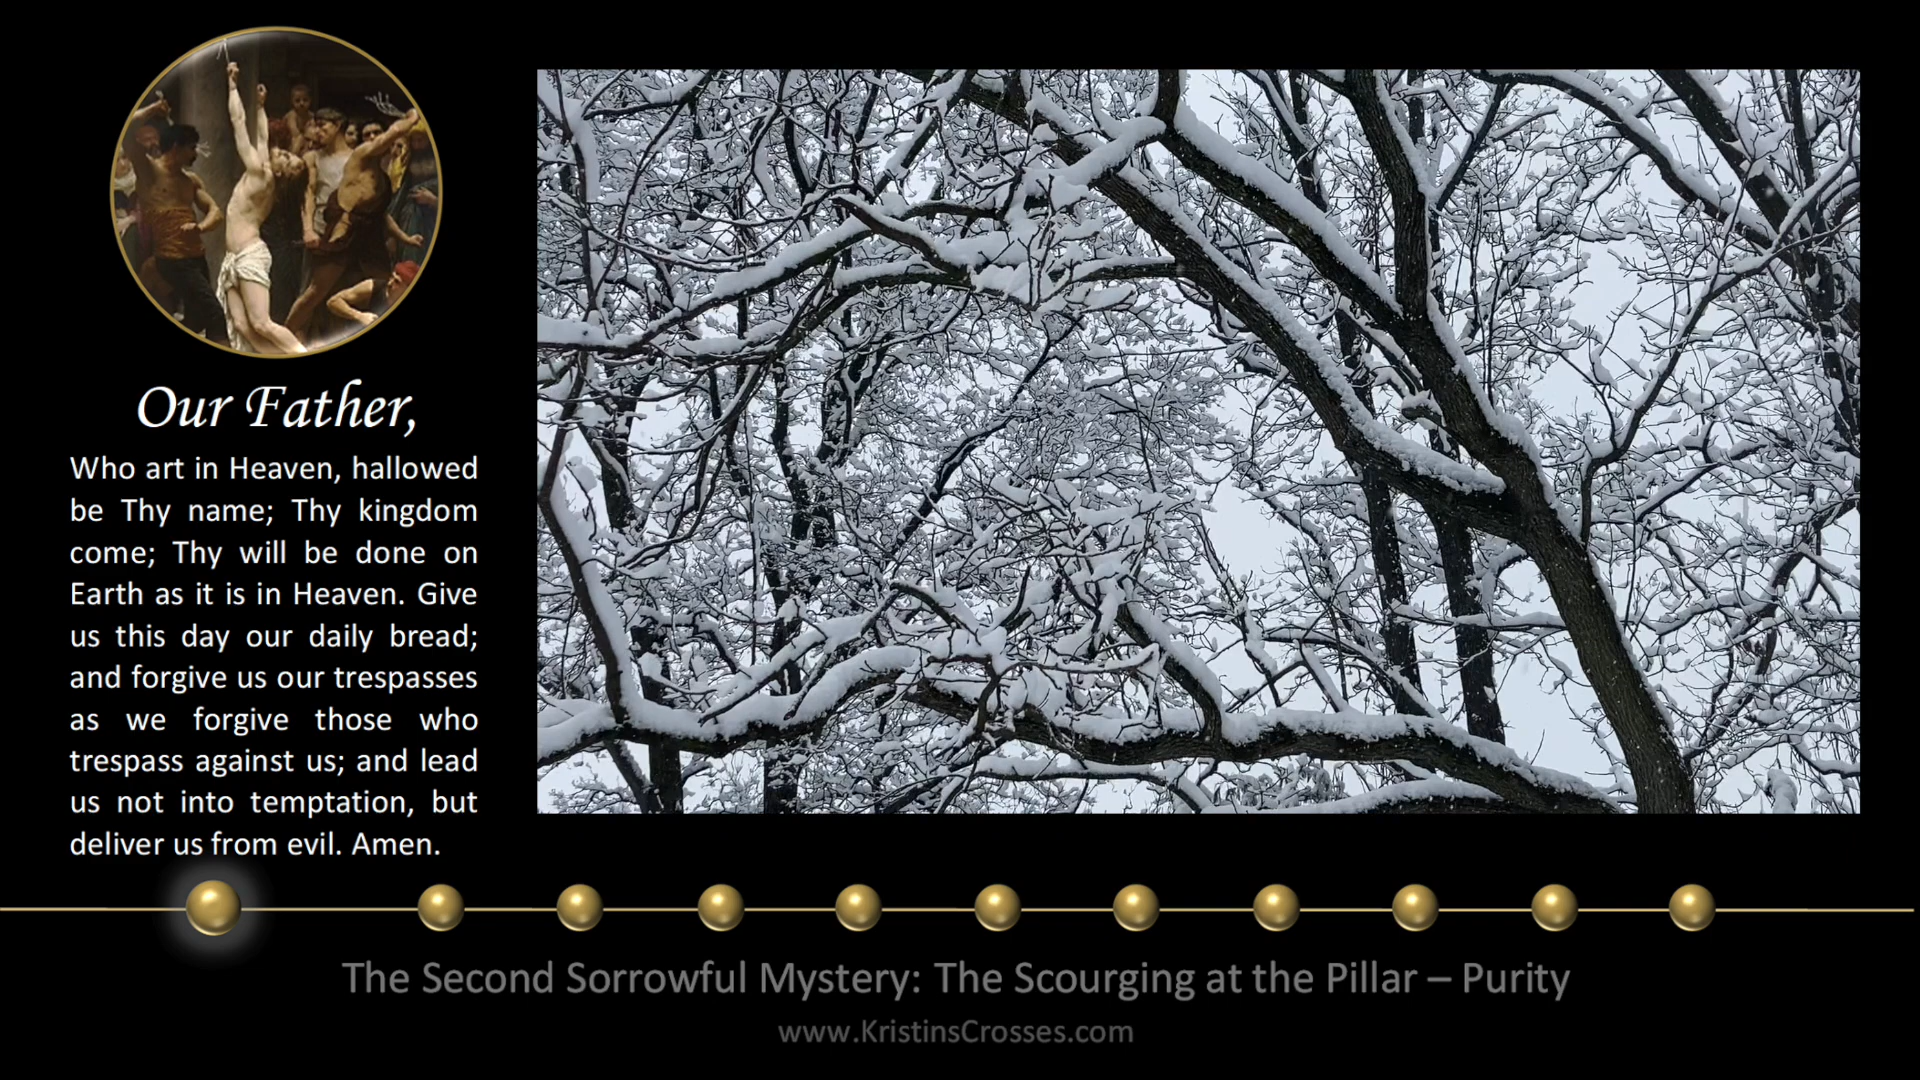 Our Father,
Who art in Heaven, hallowed
be Thy name; Thy kingdom
come; Thy will be done on
Earth as it is in Heaven. Give
us this day our daily bread;
and forgive us our trespasses
as we forgive those who
trespass against us; and lead
us not into temptation, but
deliver us from evil. Amen.
The Second Sorrowful Mystery: The Scourging at the Pillar – Purity
www.KristinsCrosses.com